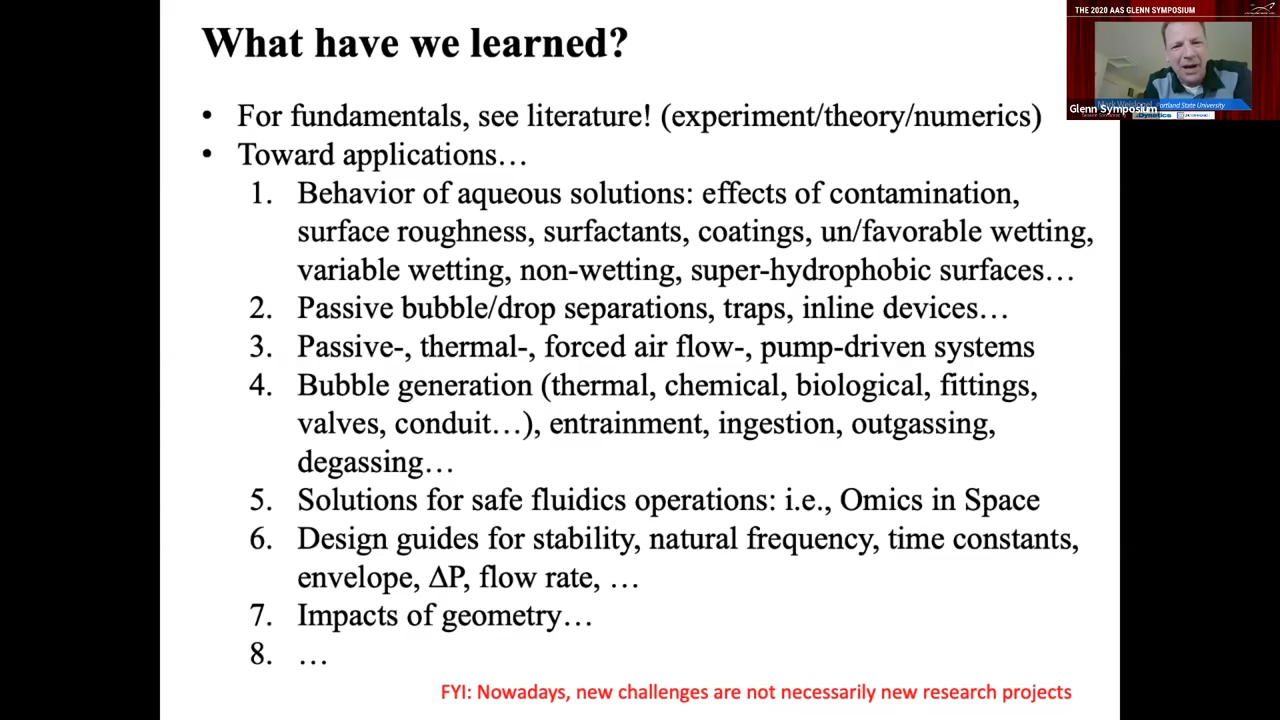 What have we learned?
THE 2020 AAS GLENN SYMPOSIUM
Glenn Symposium
Portland State University
Dynetics
• For fundamentals, see literature! (experiment/theory/numerics)
• Toward applications…
1. Behavior of aqueous solutions: effects of contamination,
surface roughness, surfactants, coatings, un/favorable wetting,
variable wetting, non-wetting, super-hydrophobic surfaces…
2. Passive bubble/drop separations, traps, inline devices…
3. Passive-, thermal-, forced air flow-, pump-driven systems
4. Bubble generation (thermal, chemical, biological, fittings,
valves, conduit…), entrainment, ingestion, outgassing,
degassing…
5. Solutions for safe fluidics operations: i.e., Omics in Space
6. Design guides for stability, natural frequency, time constants,
envelope, ΔP, flow rate, …
7. Impacts of geometry…
8. …
FYI: Nowadays, new challenges are not necessarily new research projects